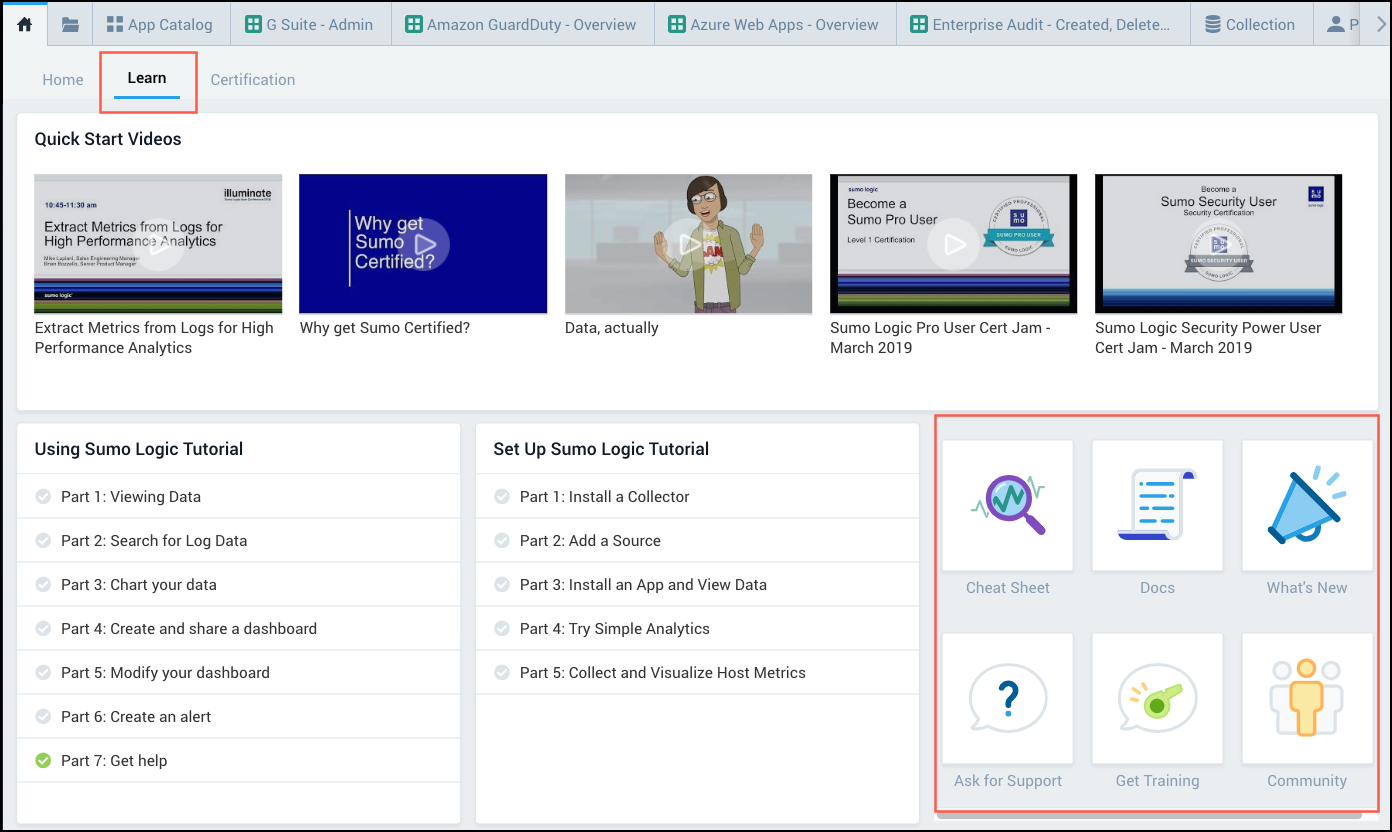 App Catalog
G Suite - Admin
Amazon GuardDuty - Overview
Azure Web Apps - Overview
Enterprise Audit - Created, Delete...
Collection
P
Home
Learn
Certification
Quick Start Videos
illuminate
10:45-11:30 am
Extract Metrics from Logs for
High Performance Analytics
sumo logic
Why get
Sumo
Certified?
sumo logic
Become a
Sumo Pro User
Level 1 Certification
CERTIFIED PROFESSIONAL
SUMO PRO USER
SUMO LOGIC
Become a
Sumo Security User
Security Certification
CERTIFIED PROFESSIONAL
SUMO SECURITY USER
SUMO LOGIC
Extract Metrics from Logs for High
Performance Analytics
Why get Sumo Certified?
Data, actually
Sumo Logic Pro User Cert Jam -
March 2019
Sumo Logic Security Power User
Cert Jam - March 2019
Using Sumo Logic Tutorial
Part 1: Viewing Data
Part 2: Search for Log Data
Part 3: Chart your data
Part 4: Create and share a dashboard
Part 5: Modify your dashboard
Part 6: Create an alert
Part 7: Get help
Set Up Sumo Logic Tutorial
Part 1: Install a Collector
Part 2: Add a Source
Part 3: Install an App and View Data
Part 4: Try Simple Analytics
Part 5: Collect and Visualize Host Metrics
Cheat Sheet
Docs
What's New
Ask for Support
Get Training
Community